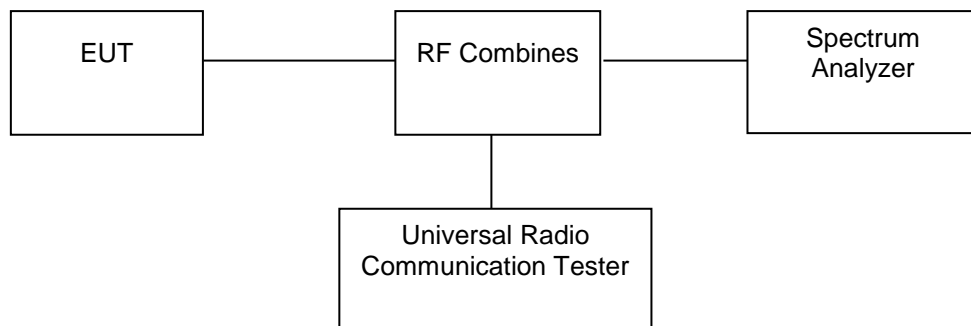 EUT
RF Combines
Spectrum
Analyzer
Universal Radio
Communication Tester